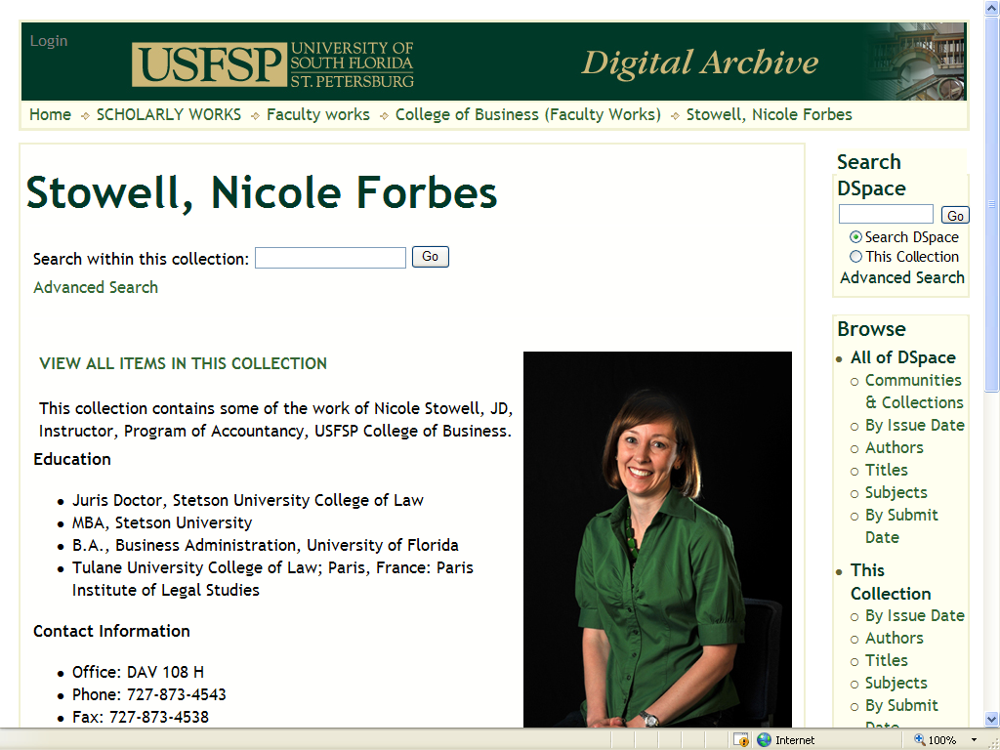 Login
USFSP UNIVERSITY OF
SOUTH FLORIDA
ST. PETERSBURG
Digital Archive
Home SCHOLARLY WORKS Faculty works College of Business (Faculty Works) Stowell, Nicole Forbes
Stowell, Nicole Forbes
Search within this collection: Go
Advanced Search
VIEW ALL ITEMS IN THIS COLLECTION
This collection contains some of the work of Nicole Stowell, JD,
Instructor, Program of Accountancy, USFSP College of Business.
Education
Juris Doctor, Stetson University College of Law
MBA, Stetson University
B.A., Business Administration, University of Florida
Tulane University College of Law; Paris, France: Paris
Institute of Legal Studies
Contact Information
Office: DAV 108 H
Phone: 727-873-4543
Fax: 727-873-4538
Search
DSpace
Go
Search DSpace
This Collection
Advanced Search
Browse
All of DSpace
Communities
& Collections
By Issue Date
Authors
Titles
Subjects
By Submit
Date
This
Collection
By Issue Date
Authors
Titles
Subjects
By Submit
Date
Internet
100%